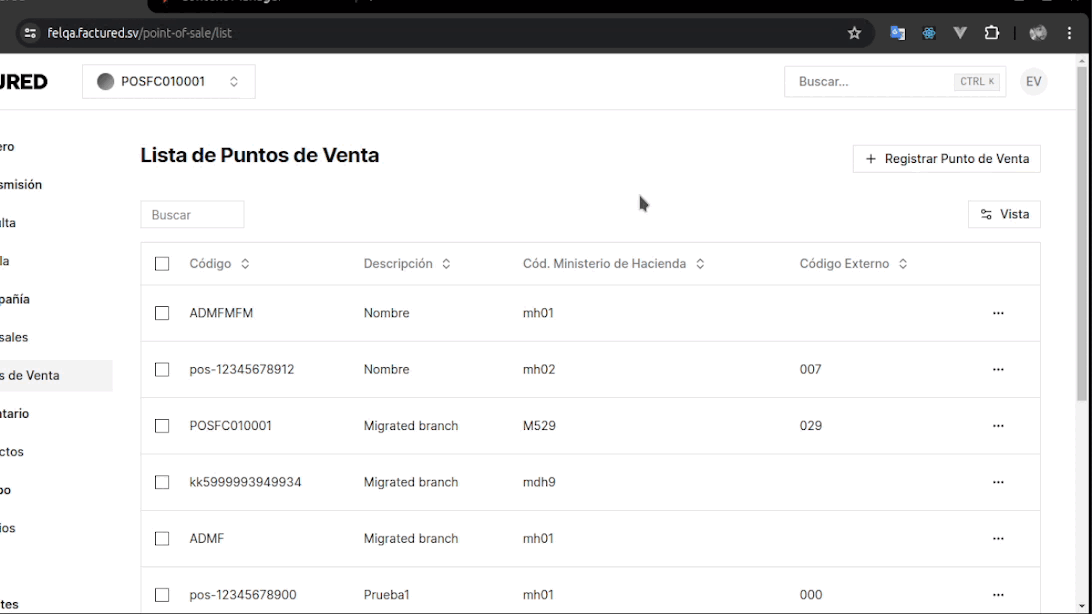 felqa.factured.sv/point-of-sale/list
URED
POSFC010001
Buscar...
CTRL K
EV
ero
smisión
ulta
la
pañía
sales
s de Venta
ntario
ctos
po
ios
tes
Lista de Puntos de Venta
+ Registrar Punto de Venta
Buscar
Vista
Código Descripción Cód. Ministerio de Hacienda Código Externo
ADMFMFM Nombre mh01 ...
pos-12345678912 Nombre mh02 007 ...
POSFC010001 Migrated branch M529 029 ...
kk5999993949934 Migrated branch mdh9 ...
ADMF Migrated branch mh01 ...
pos-12345678900 Prueba1 mh01 000 ...